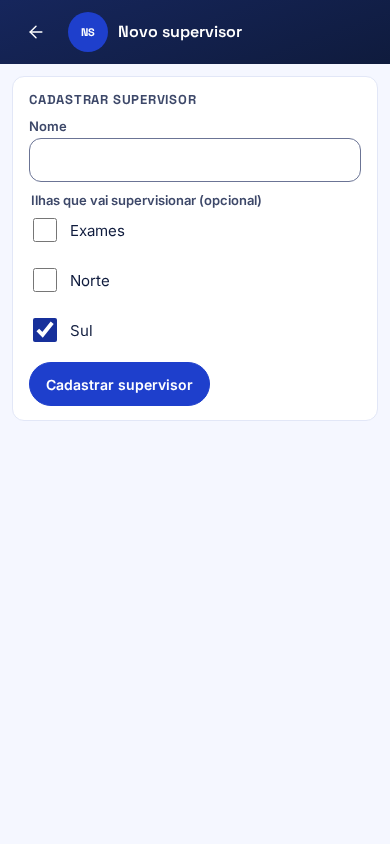 NS
Novo supervisor
CADASTRAR SUPERVISOR
Nome
Ilhas que vai supervisionar (opcional)
Exames
Norte
Sul
Cadastrar supervisor